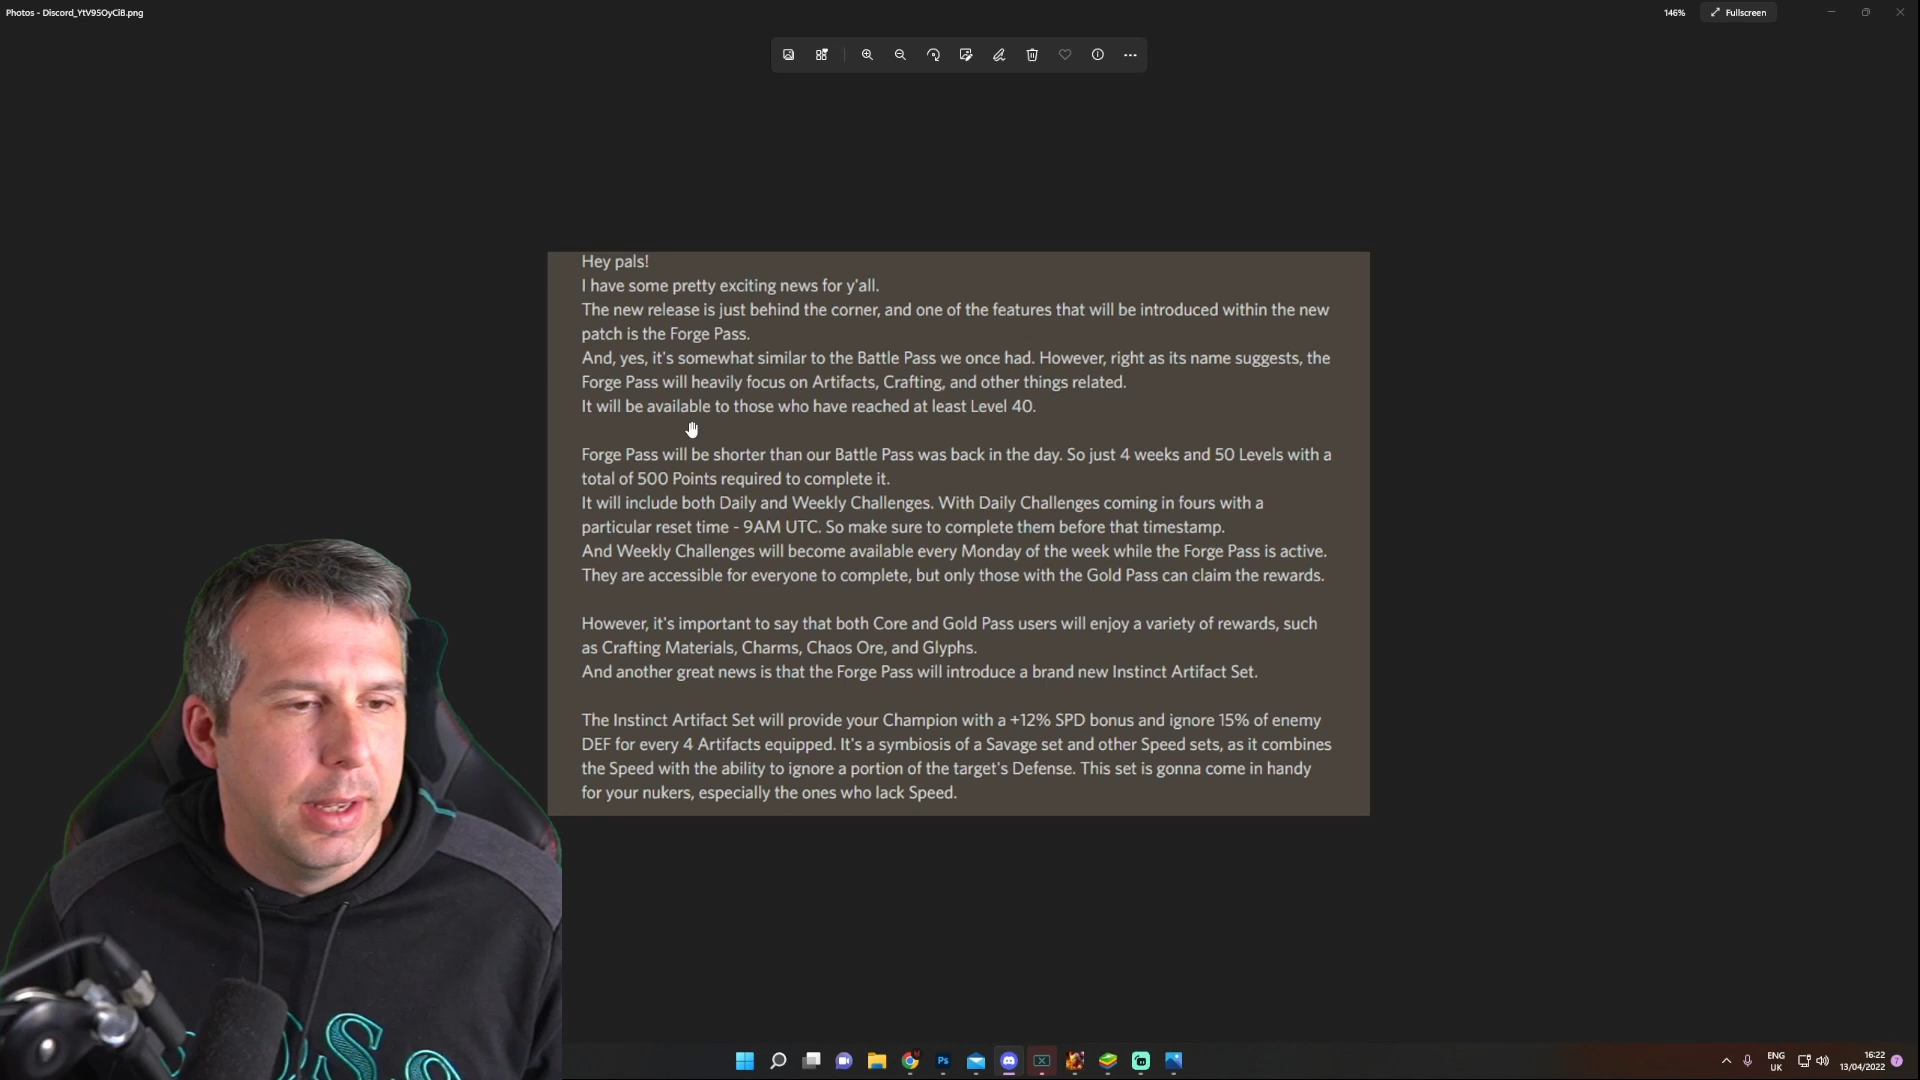 Photos - Discord_YtV95OyCi8.png
146%
Fullscreen
Hey pals!
I have some pretty exciting news for y'all.
The new release is just behind the corner, and one of the features that will be introduced within the new
patch is the Forge Pass.
And, yes, it's somewhat similar to the Battle Pass we once had. However, right as its name suggests, the
Forge Pass will heavily focus on Artifacts, Crafting, and other things related.
It will be available to those who have reached at least Level 40.
Forge Pass will be shorter than our Battle Pass was back in the day. So just 4 weeks and 50 Levels with a
total of 500 Points required to complete it.
It will include both Daily and Weekly Challenges. With Daily Challenges coming in fours with a
particular reset time - 9AM UTC. So make sure to complete them before that timestamp.
And Weekly Challenges will become available every Monday of the week while the Forge Pass is active.
They are accessible for everyone to complete, but only those with the Gold Pass can claim the rewards.
However, it's important to say that both Core and Gold Pass users will enjoy a variety of rewards, such
as Crafting Materials, Charms, Chaos Ore, and Glyphs.
And another great news is that the Forge Pass will introduce a brand new Instinct Artifact Set.
The Instinct Artifact Set will provide your Champion with a +12% SPD bonus and ignore 15% of enemy
DEF for every 4 Artifacts equipped. It's a symbiosis of a Savage set and other Speed sets, as it combines
the Speed with the ability to ignore a portion of the target's Defense. This set is gonna come in handy
for your nukers, especially the ones who lack Speed.
Ps
ENG
UK
16:22
13/04/2022
7